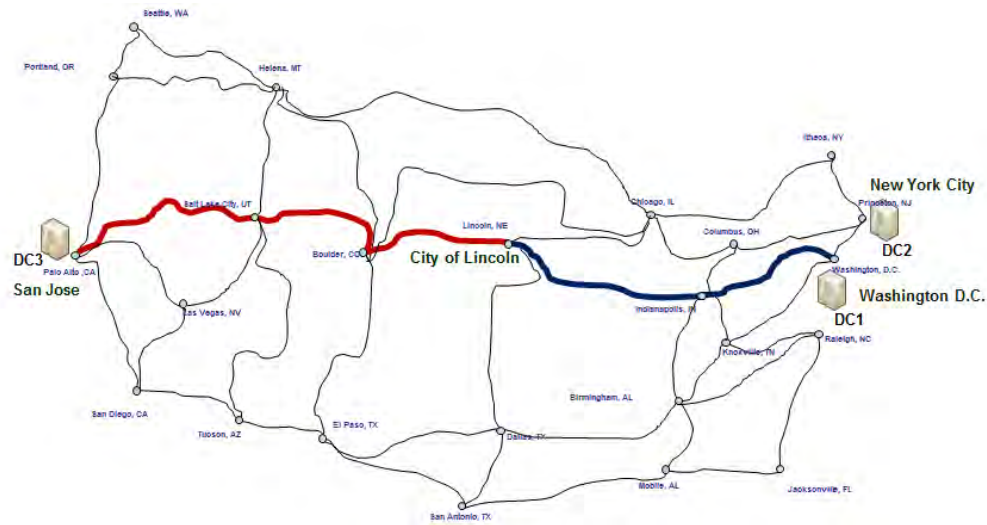 Seattle, WA
Portland, OR
Helena, MT
Ithaca, NY
New York City
Princeton, NJ
Salt Lake City, UT
Chicago, IL
Lincoln, NE
Columbus, OH
DC2
DC3
Boulder, CO
City of Lincoln
Palo Alto ,CA
Washington, D.C.
San Jose
Washington D.C.
Las Vegas, NV
Indianapolis, IN
DC1
Raleigh, NC
Knoxville, TN
Birmingham, AL
San Diego, CA
El Paso, TX
Tucson, AZ
Dallas, TX
Mobile, AL
Jacksonville, FL
San Antonio, TX